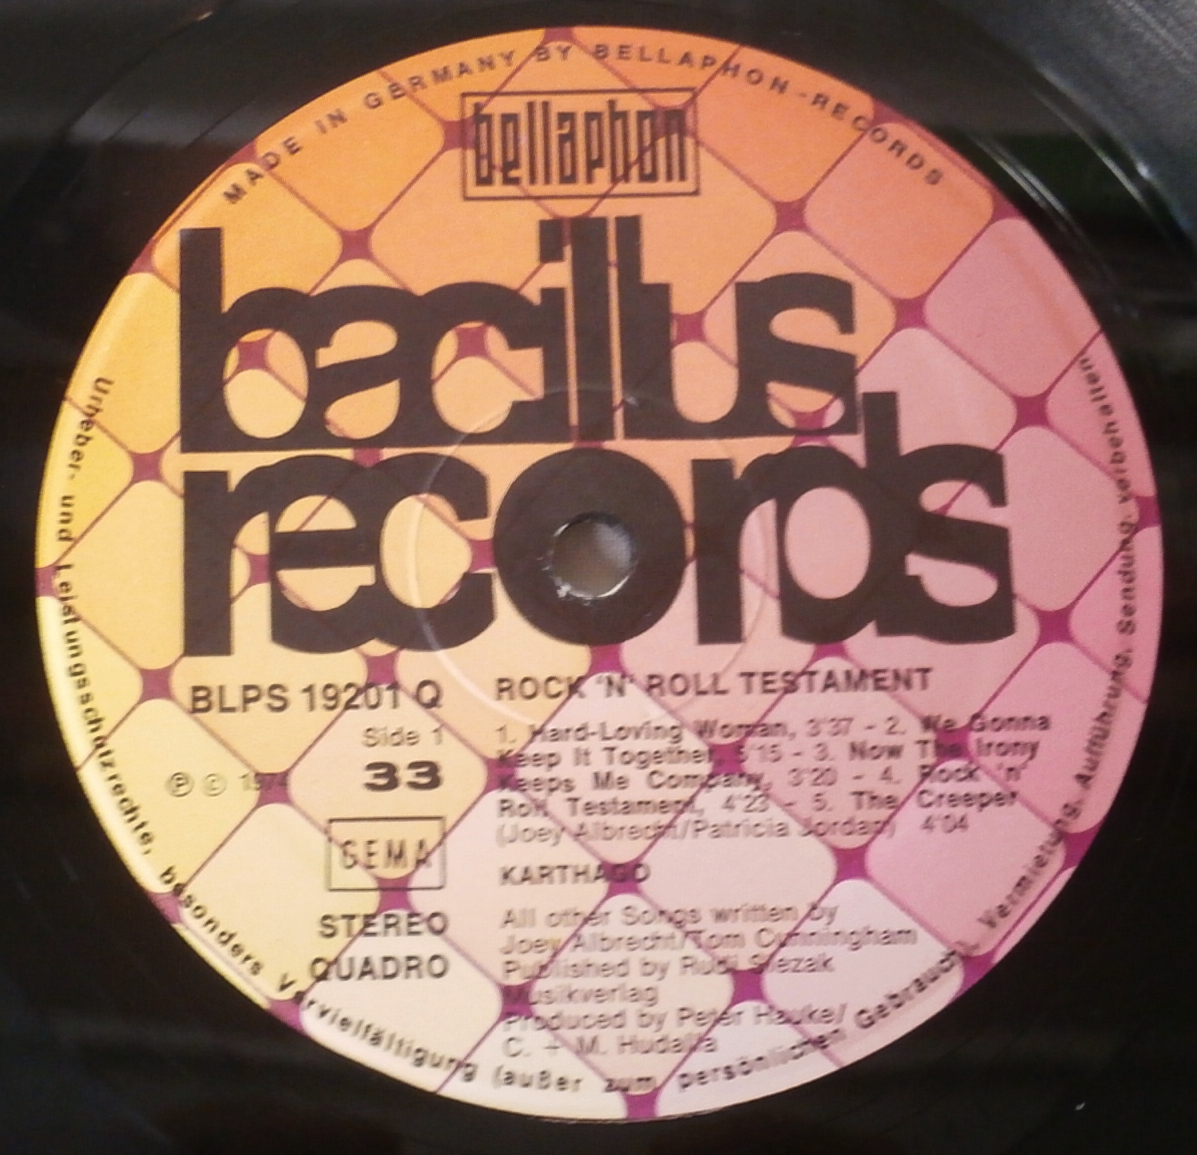 MADE IN GERMANY BY BELLAPHON-RECORDS
bellaphon
bacillus
records
BLPS 19201 Q
Side 1
33
℗ © 1974
GEMA
STEREO
QUADRO
ROCK 'N' ROLL TESTAMENT
1. Hard-Loving Woman, 3'37 - 2. We Gonna
Keep It Together, 5'15 - 3. Now The Irony
Keeps Me Company, 3'20 - 4. Rock 'n'
Roll Testament, 4'23 - 5. The Creeper
(Joey Albrecht/Patricia Jordan) 4'04
KARTHAGO
All other Songs written by
Joey Albrecht/Tom Cunningham
Published by Rudi Slezak
Musikverlag
Produced by Peter Hauke/
C. + M. Hudalla
Urheber- und Leistungsschutzrechte, besonders Vervielfältigung (außer zum persönlichen Gebrauch), Vermietung, Aufführung, Sendung, vorbehalten